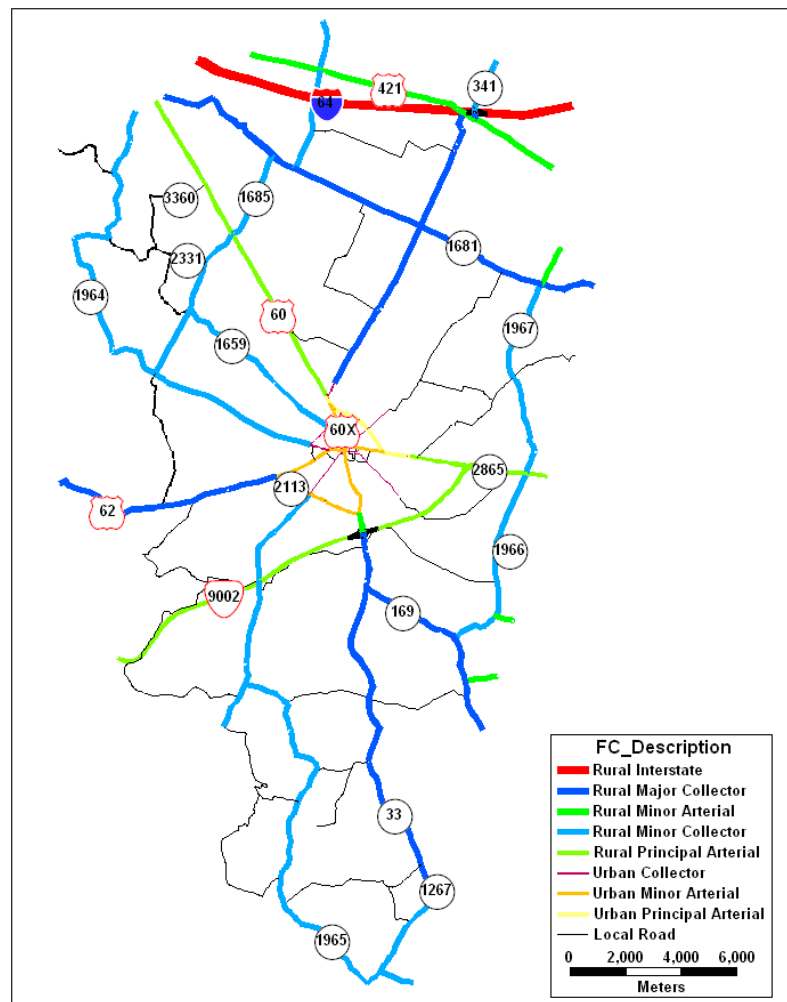 341
421
64
3360
1685
2331
1681
1964
60
1967
1659
60X
2865
2113
62
1966
9002
169
33
1267
1965
FC_Description
Rural Interstate
Rural Major Collector
Rural Minor Arterial
Rural Minor Collector
Rural Principal Arterial
Urban Collector
Urban Minor Arterial
Urban Principal Arterial
Local Road
0 2,000 4,000 6,000
Meters